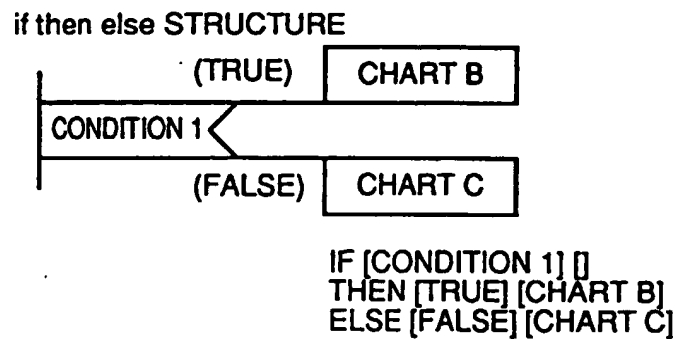 if then else STRUCTURE
(TRUE) CHART B
CONDITION 1
(FALSE) CHART C
IF [CONDITION 1] []
THEN [TRUE] [CHART B]
ELSE [FALSE] [CHART C]